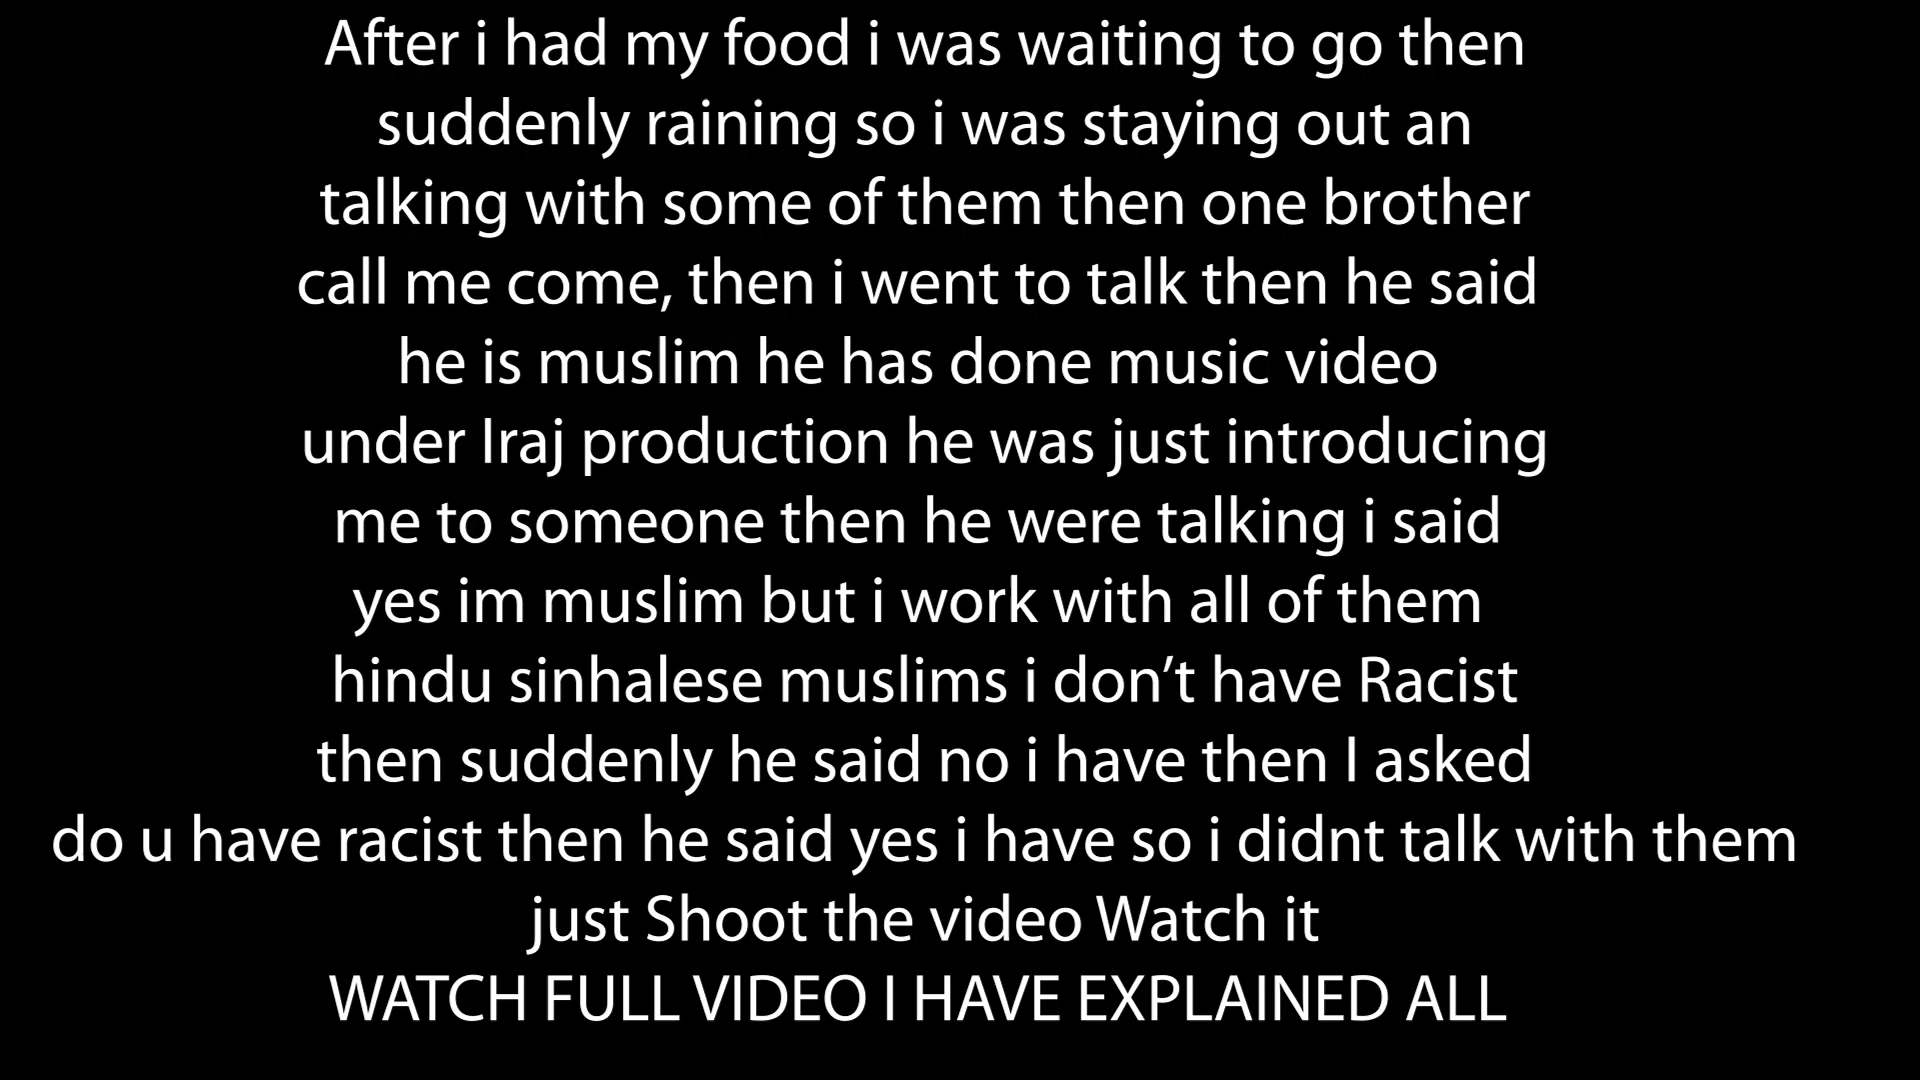 After i had my food i was waiting to go then
suddenly raining so i was staying out an
talking with some of them then one brother
call me come, then i went to talk then he said
he is muslim he has done music video
under Iraj production he was just introducing
me to someone then he were talking i said
yes im muslim but i work with all of them
hindu sinhalese muslims i don’t have Racist
then suddenly he said no i have then I asked
do u have racist then he said yes i have so i didnt talk with them
just Shoot the video Watch it
WATCH FULL VIDEO I HAVE EXPLAINED ALL